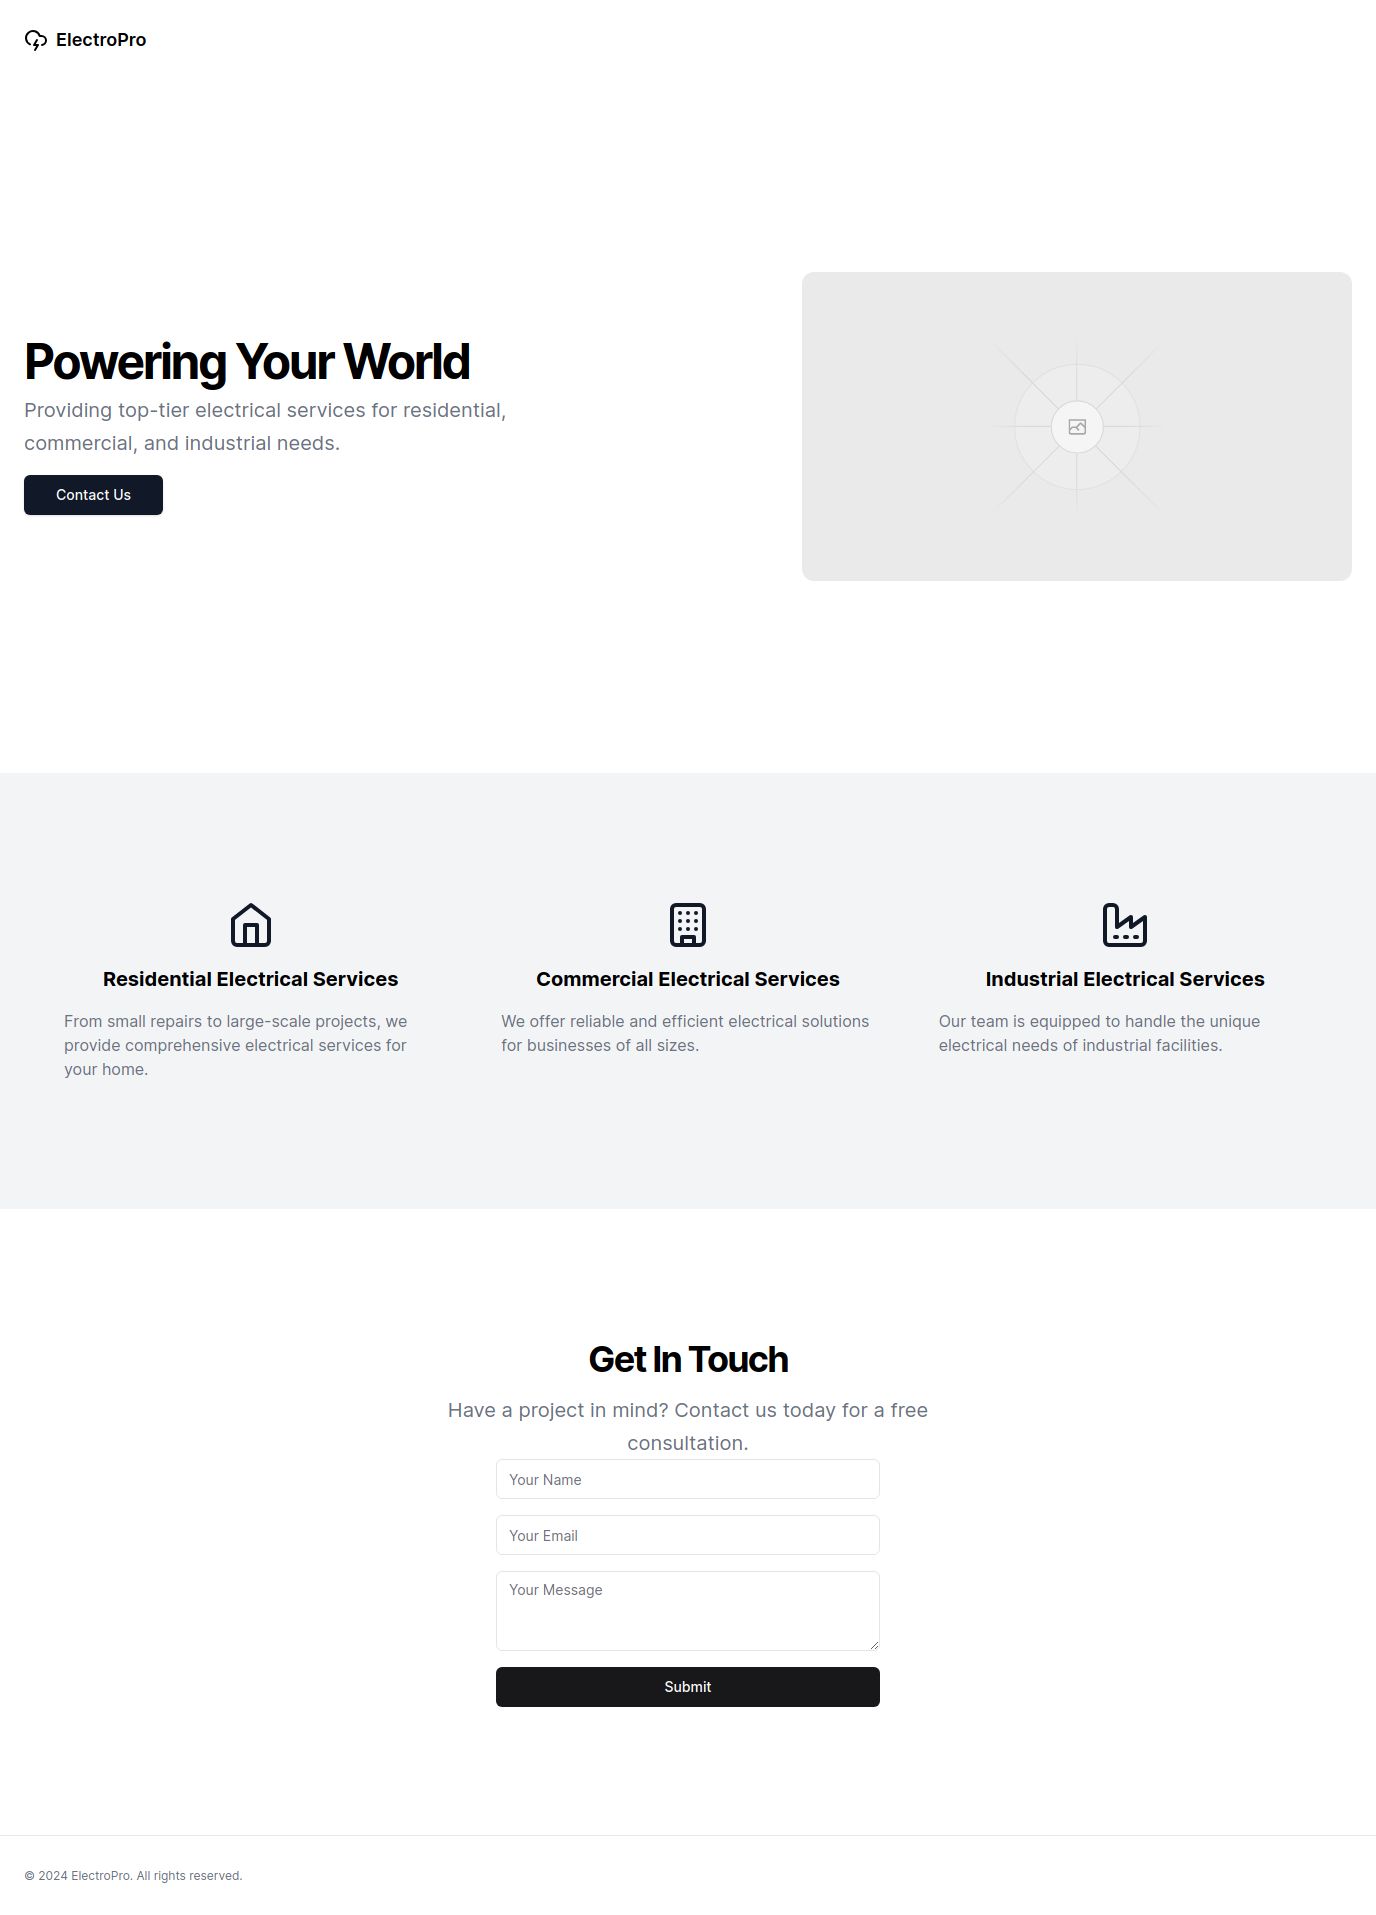 ElectroPro
Powering Your World
Providing top-tier electrical services for residential,
commercial, and industrial needs.
Contact Us
Residential Electrical Services
From small repairs to large-scale projects, we
provide comprehensive electrical services for
your home.
Commercial Electrical Services
We offer reliable and efficient electrical solutions
for businesses of all sizes.
Industrial Electrical Services
Our team is equipped to handle the unique
electrical needs of industrial facilities.
Get In Touch
Have a project in mind? Contact us today for a free
consultation.
Your Name
Your Email
Your Message
Submit
© 2024 ElectroPro. All rights reserved.